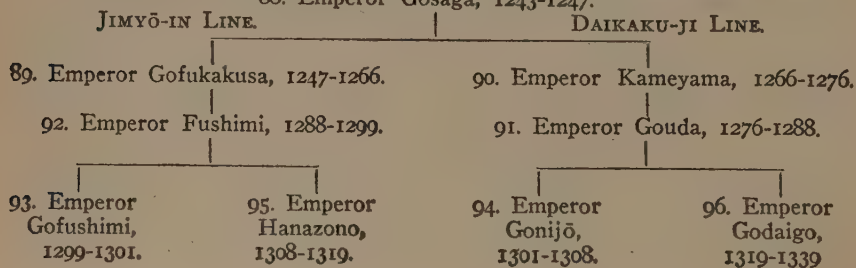 88. Emperor Gosaga, 1243-1247.
JIMYŌ-IN LINE. DAIKAKU-JI LINE.
89. Emperor Gofukakusa, 1247-1266. 90. Emperor Kameyama, 1266-1276.
92. Emperor Fushimi, 1288-1299. 91. Emperor Gouda, 1276-1288.
93. Emperor 95. Emperor 94. Emperor 96. Emperor
Gofushimi, Hanazono, Gonijō, Godaigo,
1299-1301. 1308-1319. 1301-1308. 1319-1339